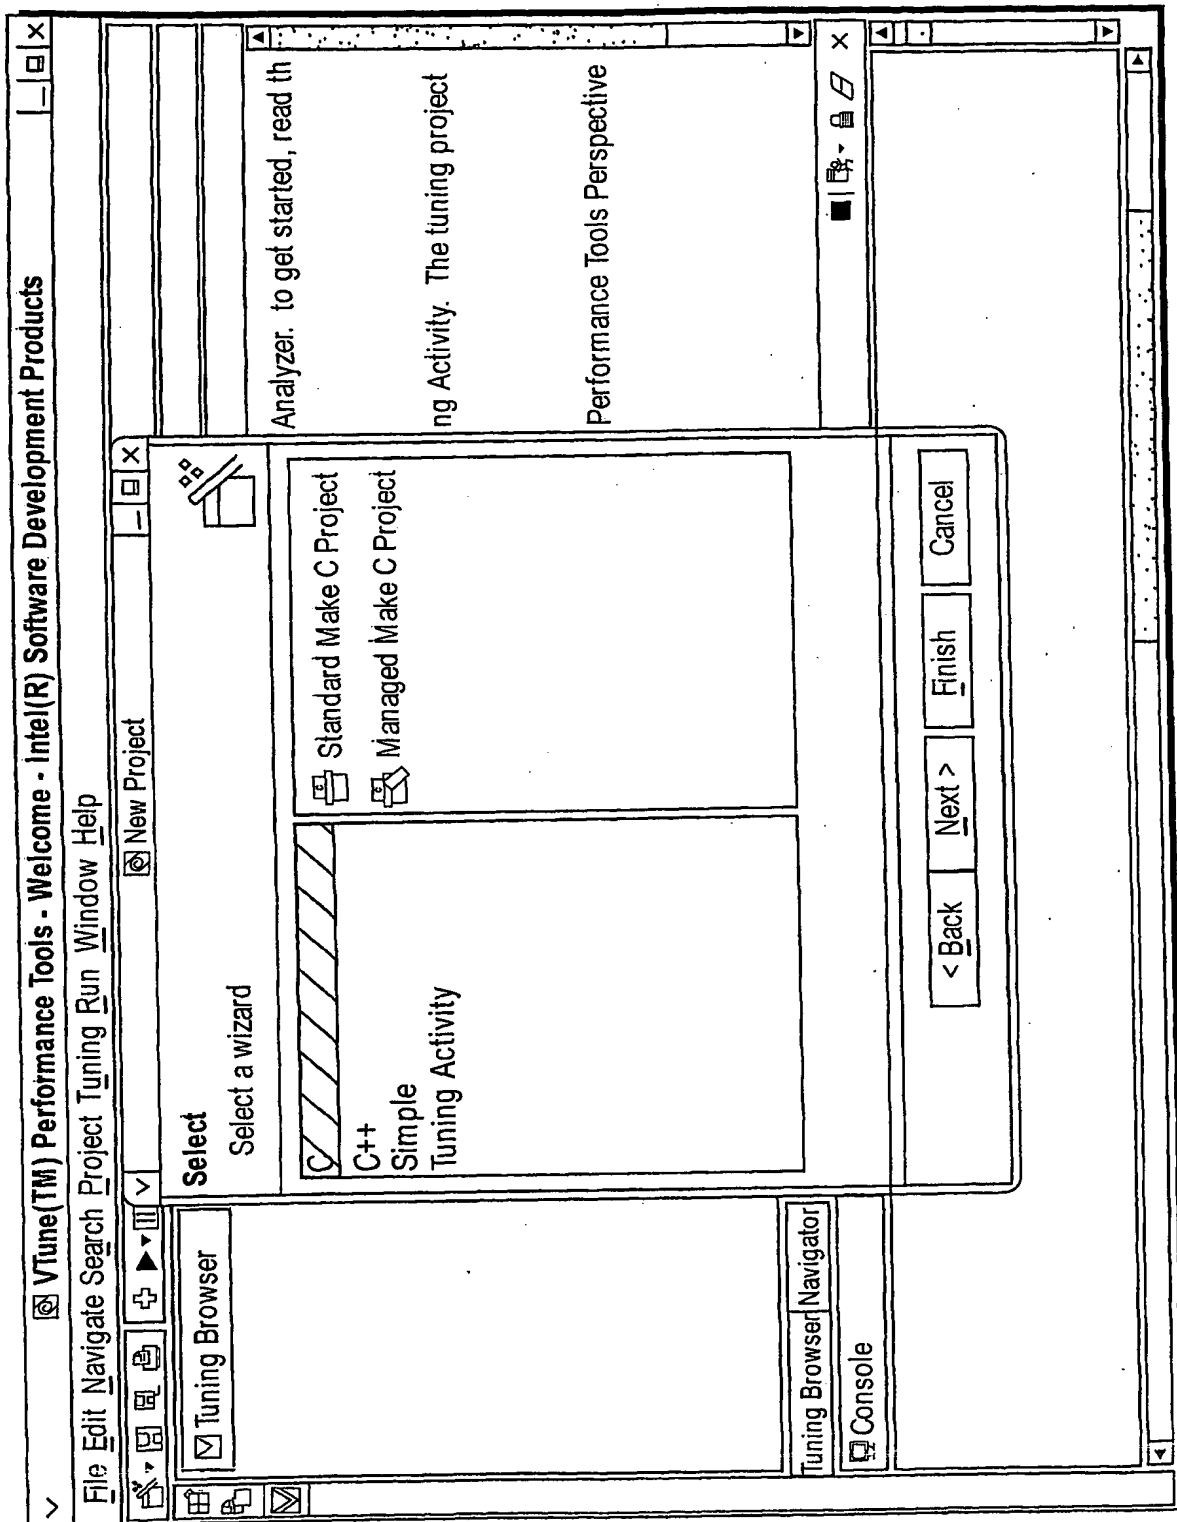 VTune(TM) Performance Tools - Welcome - Intel(R) Software Development Products
File Edit Navigate Search Project Tuning Run Window Help
New Project
Select
Select a wizard
C
C++
Simple
Tuning Activity
Standard Make C Project
Managed Make C Project
< Back Next > Finish Cancel
Tuning Browser
Analyzer. to get started, read th
ng Activity. The tuning project
Performance Tools Perspective
Tuning Browser Navigator
Console